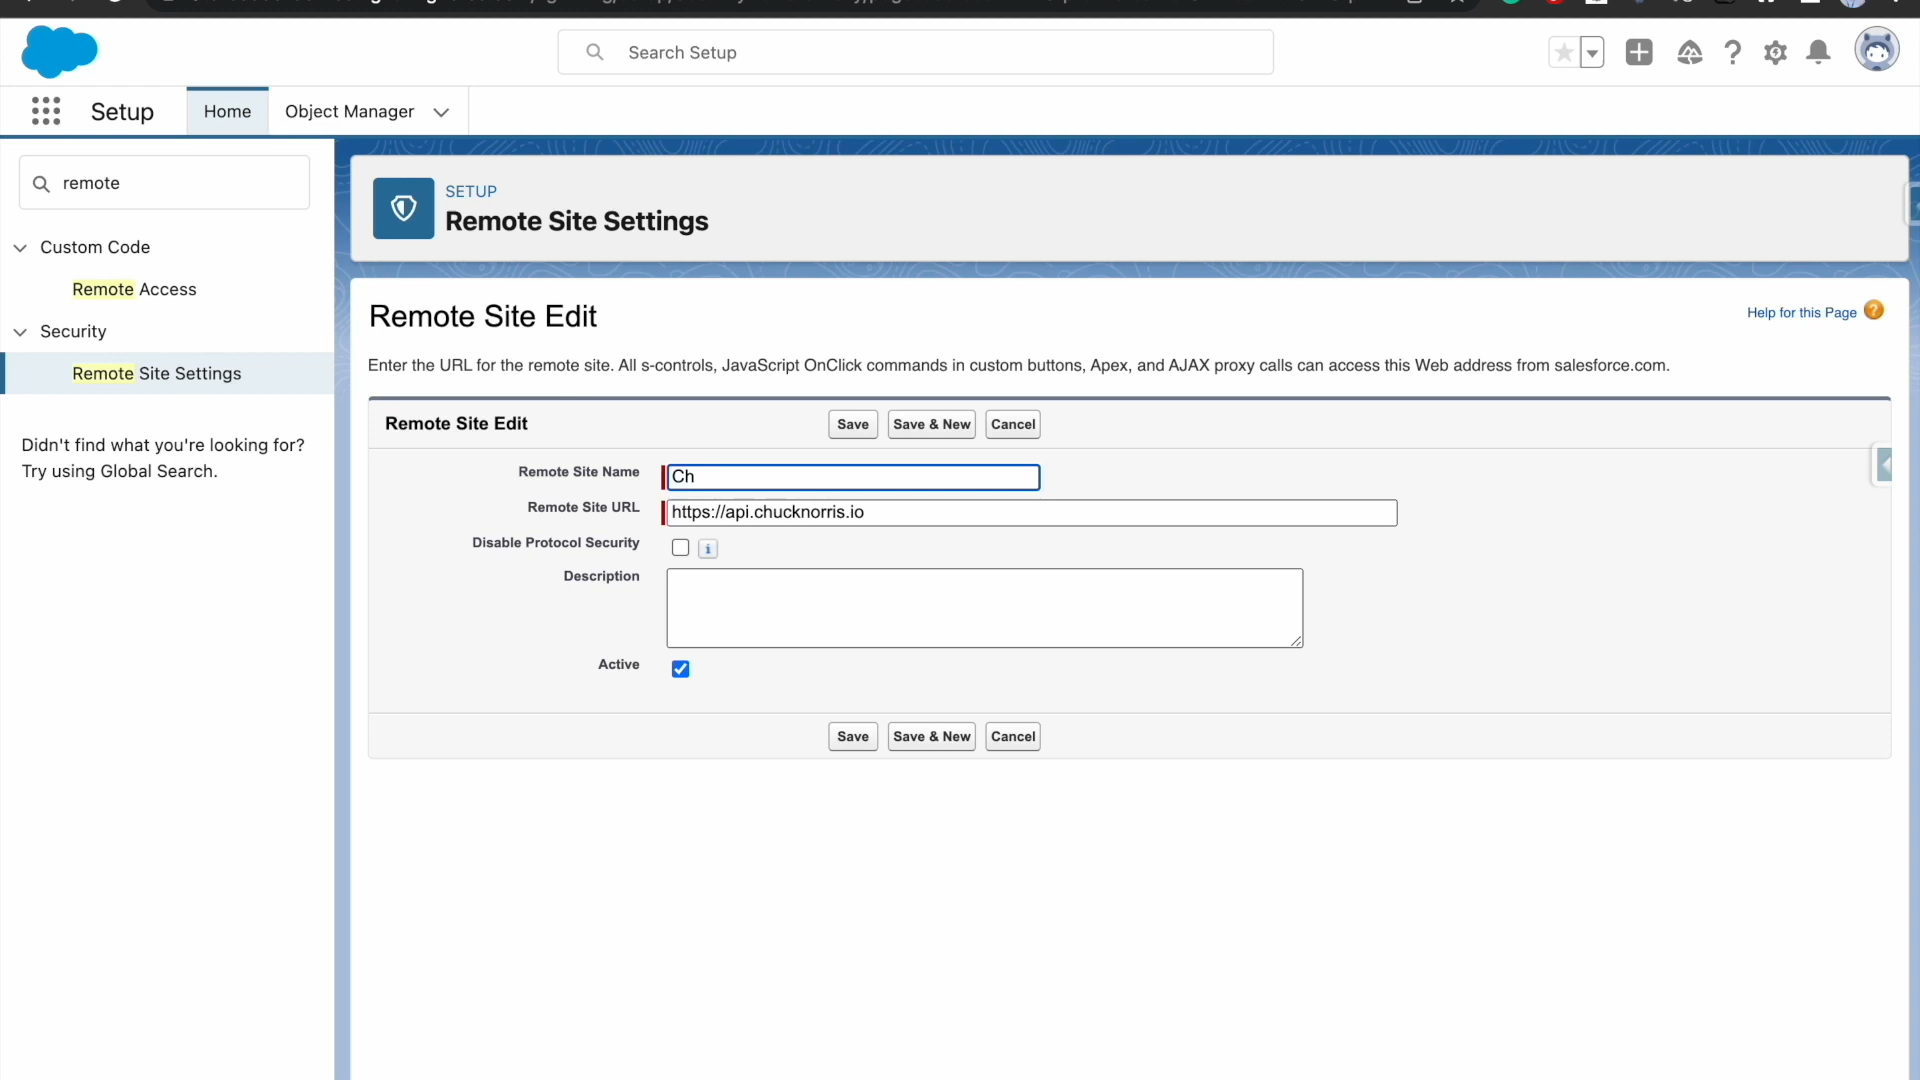 Search Setup
Setup
Home
Object Manager
remote
Custom Code
Remote Access
Security
Remote Site Settings
Didn't find what you're looking for?
Try using Global Search.
SETUP
Remote Site Settings
Remote Site Edit
Help for this Page
Enter the URL for the remote site. All s-controls, JavaScript OnClick commands in custom buttons, Apex, and AJAX proxy calls can access this Web address from salesforce.com.
Remote Site Edit
Save
Save & New
Cancel
Remote Site Name
Ch
Remote Site URL
https://api.chucknorris.io
Disable Protocol Security
Description
Active
Save
Save & New
Cancel